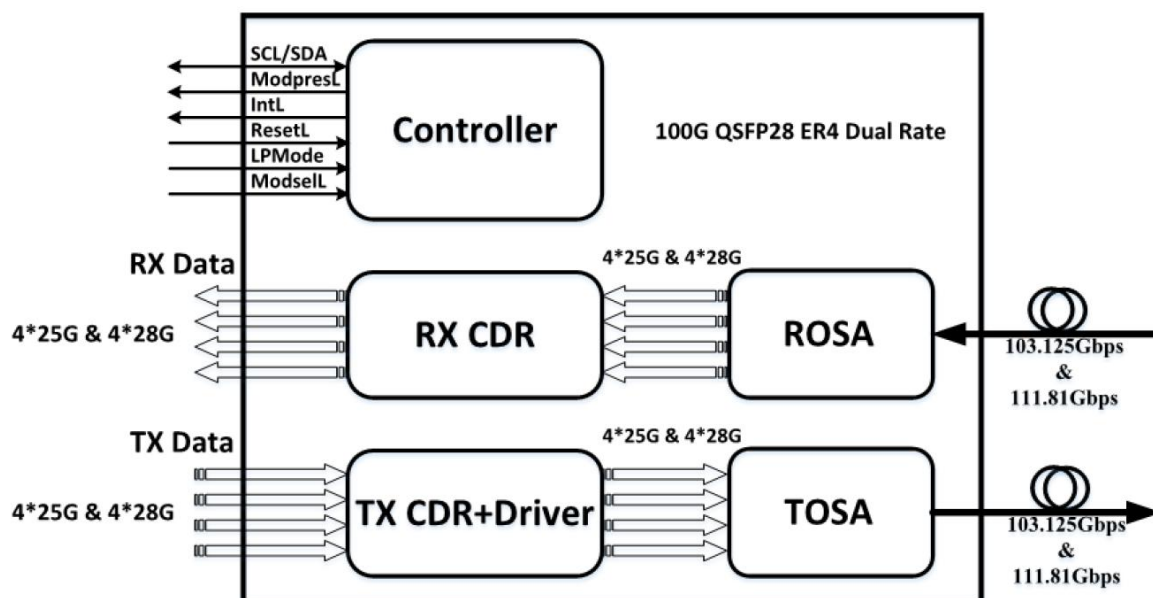 SCL/SDA
ModpresL
IntL
ResetL
LPMode
ModselL
Controller
100G QSFP28 ER4 Dual Rate
RX Data
4*25G & 4*28G
RX CDR
4*25G & 4*28G
ROSA
103.125Gbps
&
111.81Gbps
TX Data
4*25G & 4*28G
TX CDR+Driver
4*25G & 4*28G
TOSA
103.125Gbps
&
111.81Gbps